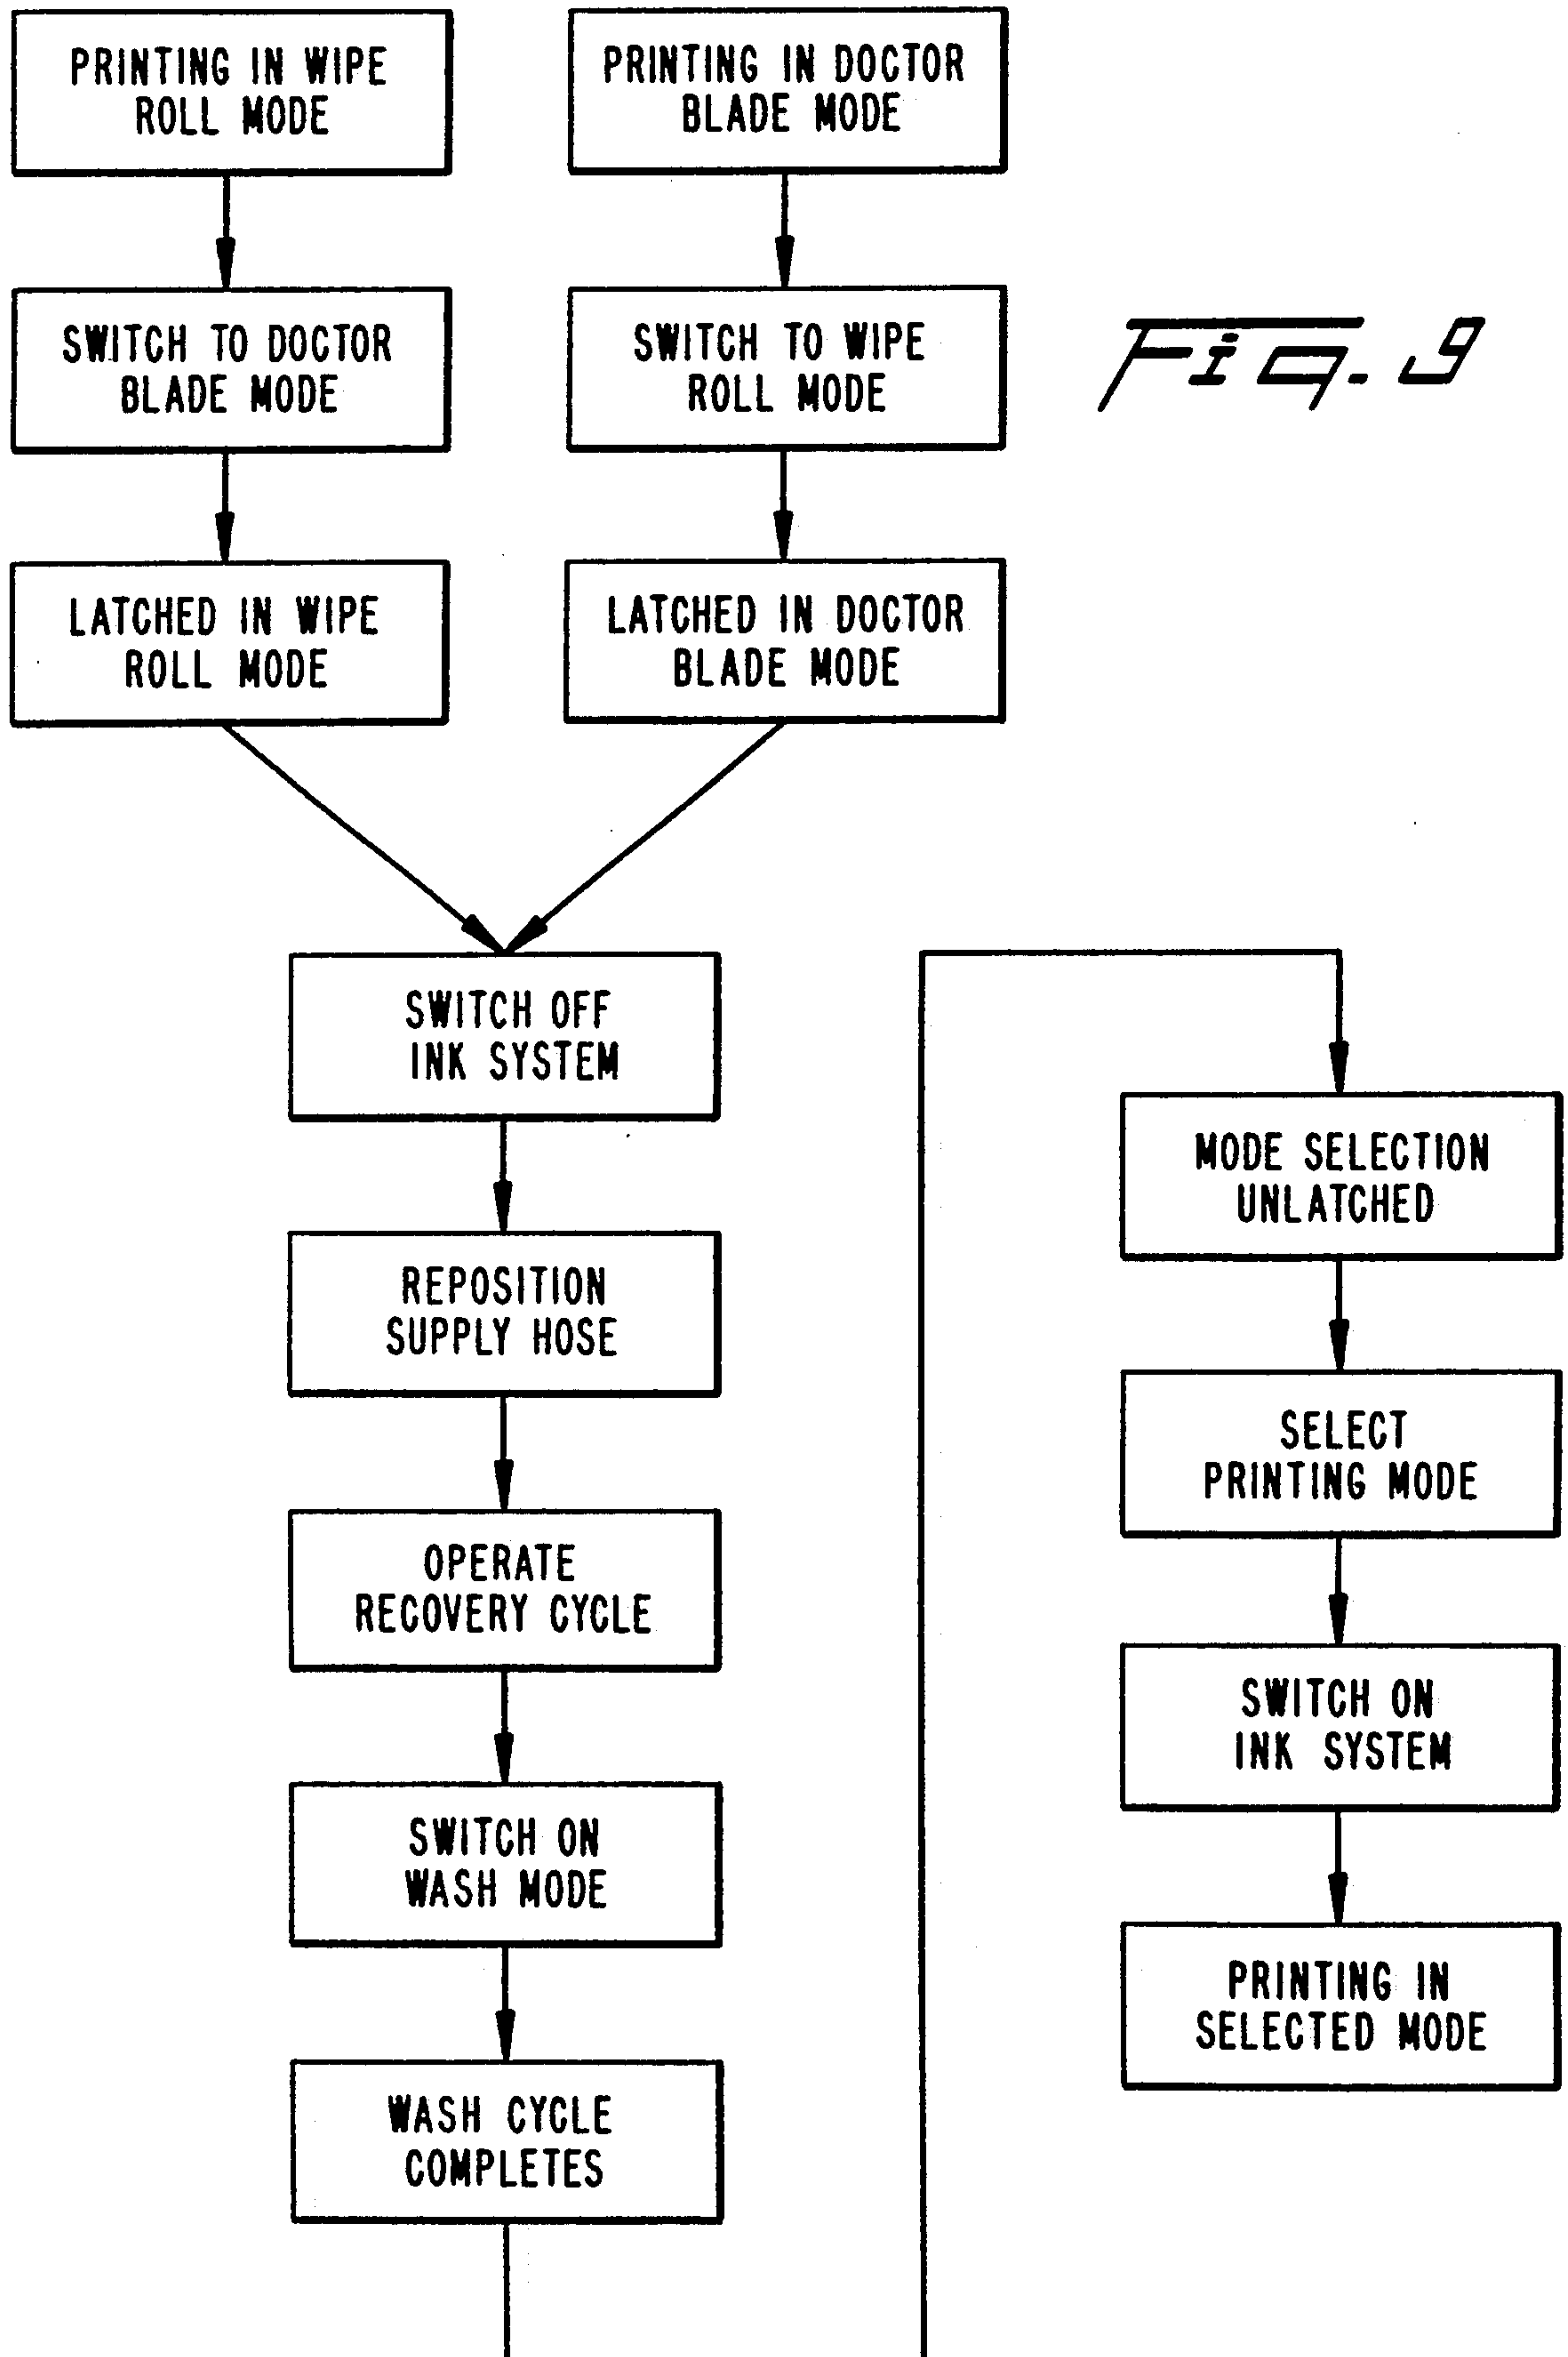 PRINTING IN WIPE
ROLL MODE
PRINTING IN DOCTOR
BLADE MODE
SWITCH TO DOCTOR
BLADE MODE
SWITCH TO WIPE
ROLL MODE
Fig. 9
LATCHED IN WIPE
ROLL MODE
LATCHED IN DOCTOR
BLADE MODE
SWITCH OFF
INK SYSTEM
REPOSITION
SUPPLY HOSE
OPERATE
RECOVERY CYCLE
SWITCH ON
WASH MODE
WASH CYCLE
COMPLETES
MODE SELECTION
UNLATCHED
SELECT
PRINTING MODE
SWITCH ON
INK SYSTEM
PRINTING IN
SELECTED MODE